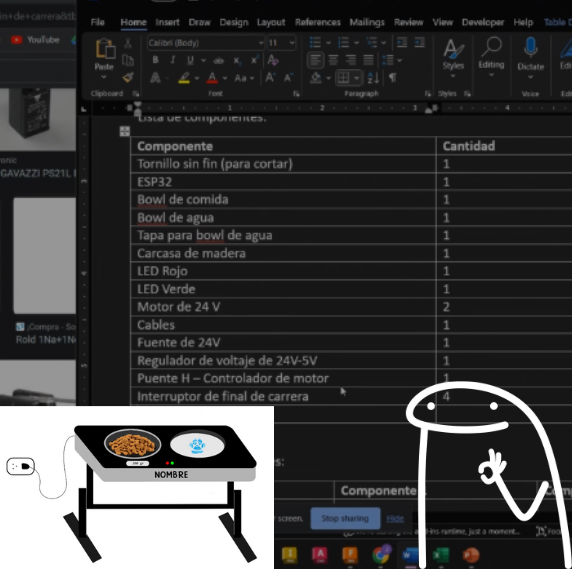 in+de+carrera&tb
YouTube
File Home Insert Draw Design Layout References Mailings Review View Developer Help Table D
Paste
Calibri (Body) 11
Styles
Editing
Dictate
Clipboard Font Paragraph Styles Voice
Lista de componentes:
GAVAZZI PS21L
Componente Cantidad
Tornillo sin fin (para cortar) 1
ESP32 1
Bowl de comida 1
Bowl de agua 1
Tapa para bowl de agua 1
Carcasa de madera 1
LED Rojo 1
LED Verde 1
Motor de 24 V 2
Cables 1
Fuente de 24V 1
Regulador de voltaje de 24V-5V 1
Puente H – Controlador de motor 1
Interruptor de final de carrera 4
¡Compra - So
Rold 1Na+1N
NOMBRE
Componente
screen. Stop sharing Hide
add-ins runtime, just a moment...